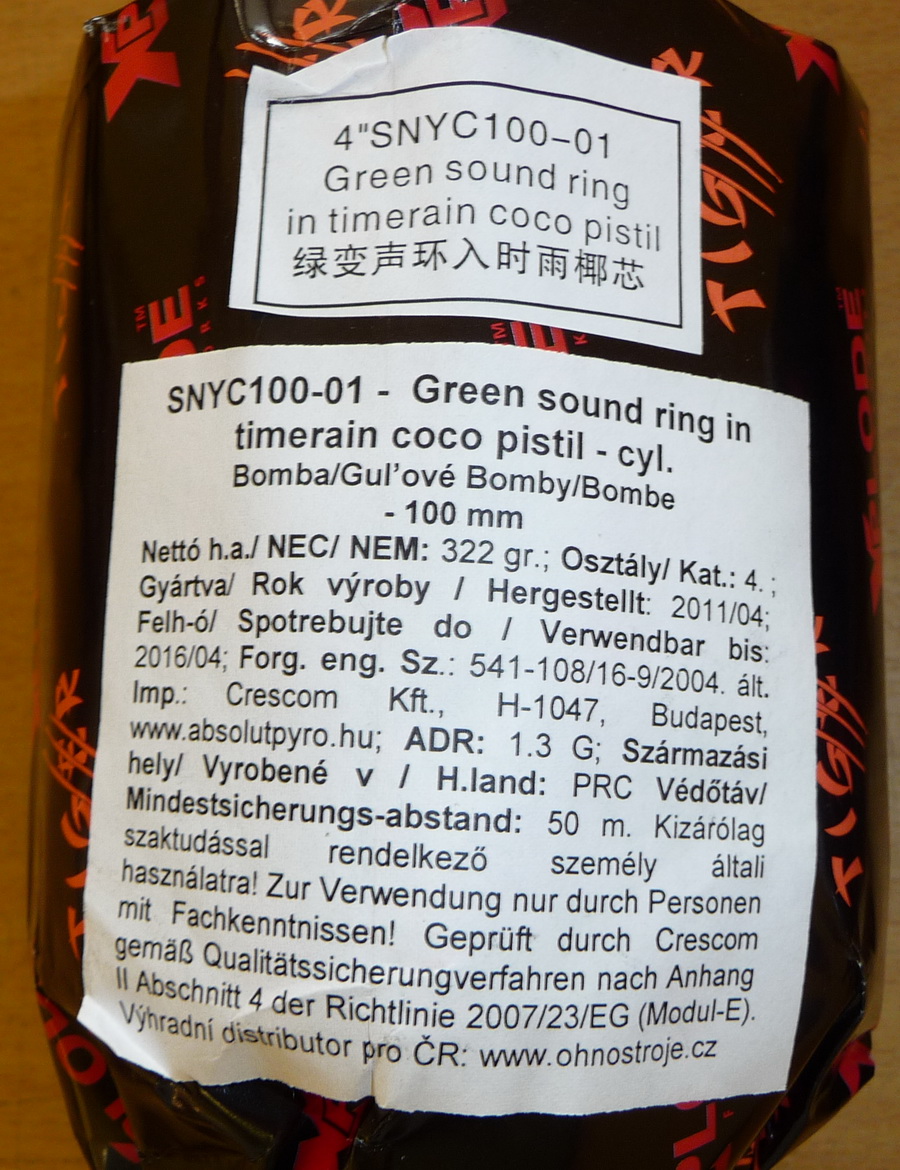 4"SNYC100-01
Green sound ring
in timerain coco pistil
绿变声环入时雨椰芯
SNYC100-01 - Green sound ring in
timerain coco pistil - cyl.
Bomba/Gul'ové Bomby/Bombe
- 100 mm
Nettó h.a./ NEC/ NEM: 322 gr.; Osztály/ Kat.: 4. ;
Gyártva/ Rok výroby / Hergestellt: 2011/04;
Felh-ó/ Spotrebujte do / Verwendbar bis:
2016/04; Forg. eng. Sz.: 541-108/16-9/2004. ált.
Imp.: Crescom Kft., H-1047, Budapest,
www.absolutpyro.hu; ADR: 1.3 G; Származási
hely/ Vyrobené v / H.land: PRC Védőtáv/
Mindestsicherungs-abstand: 50 m. Kizárólag
szaktudással rendelkező személy általi
használatra! Zur Verwendung nur durch Personen
mit Fachkenntnissen! Geprüft durch Crescom
gemäß Qualitätssicherungverfahren nach Anhang
II Abschnitt 4 der Richtlinie 2007/23/EG (Modul-E).
Výhradní distributor pro ČR: www.ohnostroje.cz